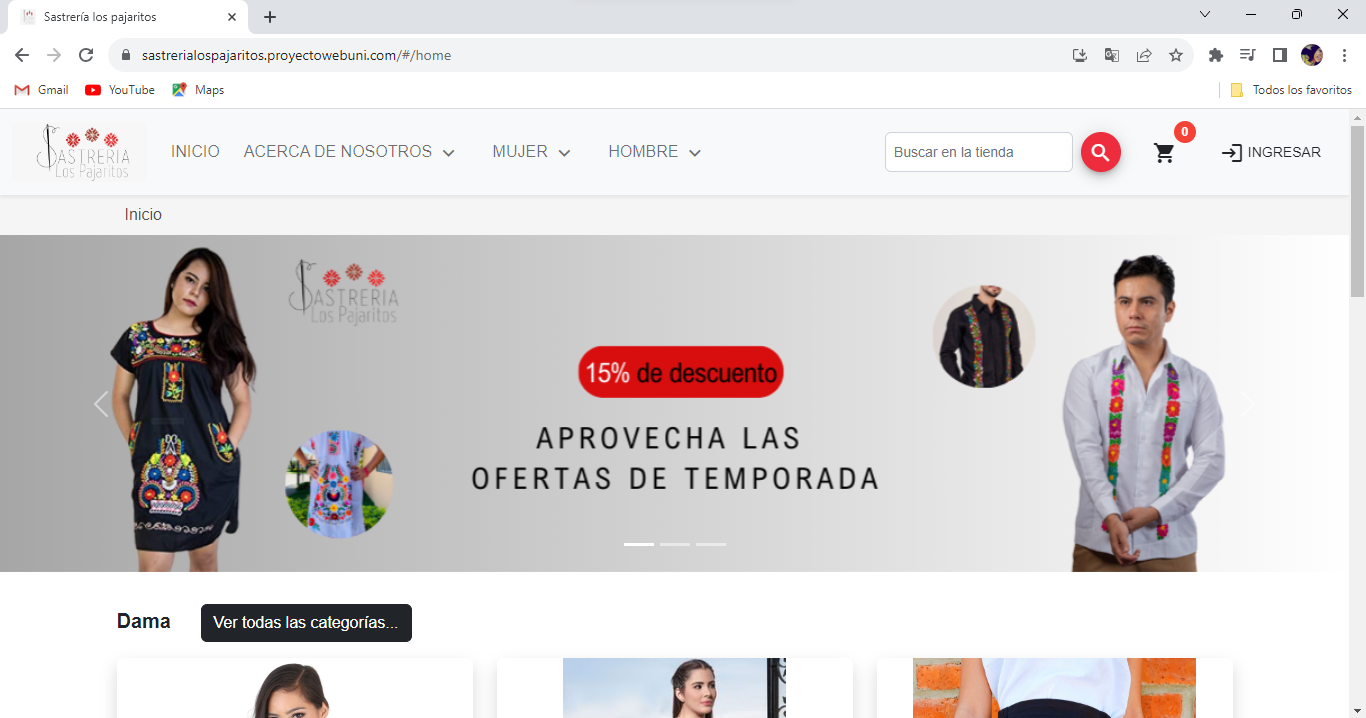 Sastrería los pajaritos
sastrerialospajaritos.proyectowebuni.com/#/home
Gmail YouTube Maps Todos los favoritos
SASTRERIA
Los Pajaritos
INICIO ACERCA DE NOSOTROS MUJER HOMBRE Buscar en la tienda 0 INGRESAR
Inicio
SASTRERIA
Los Pajaritos
15% de descuento
APROVECHA LAS
OFERTAS DE TEMPORADA
Dama Ver todas las categorías...